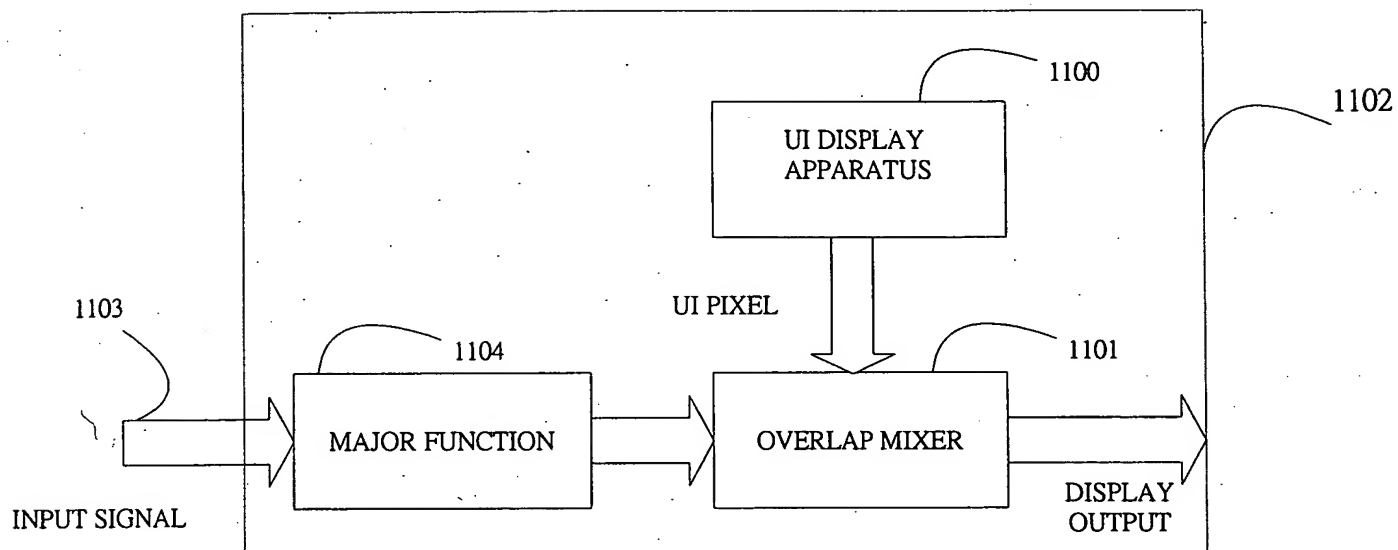 1100
1102
UI DISPLAY
APPARATUS
1103
UI PIXEL
1104
1101
MAJOR FUNCTION
OVERLAP MIXER
INPUT SIGNAL
DISPLAY
OUTPUT